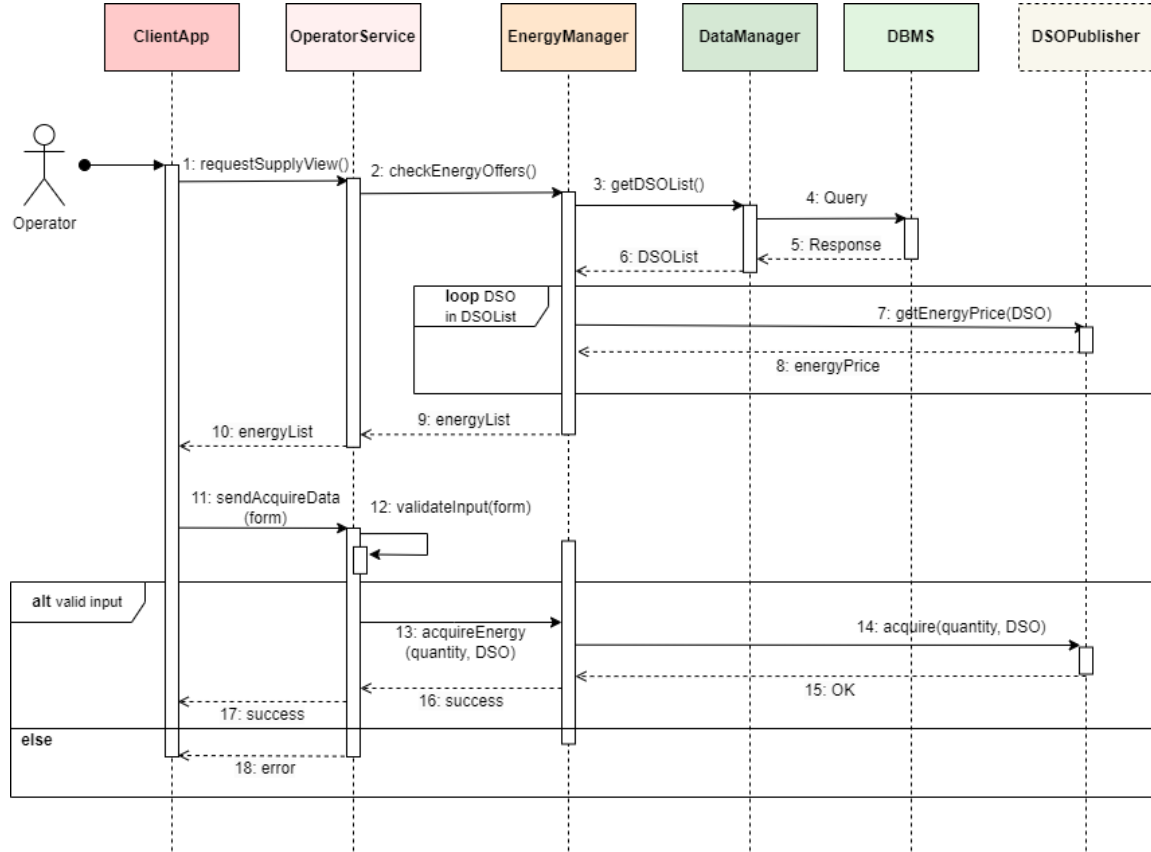 ClientApp
OperatorService
EnergyManager
DataManager
DBMS
DSOPublisher
Operator
1: requestSupplyView()
2: checkEnergyOffers()
3: getDSOList()
4: Query
5: Response
6: DSOList
loop DSO
in DSOList
7: getEnergyPrice(DSO)
8: energyPrice
9: energyList
10: energyList
11: sendAcquireData
(form)
12: validateInput(form)
alt valid input
13: acquireEnergy
(quantity, DSO)
14: acquire(quantity, DSO)
15: OK
16: success
17: success
else
18: error